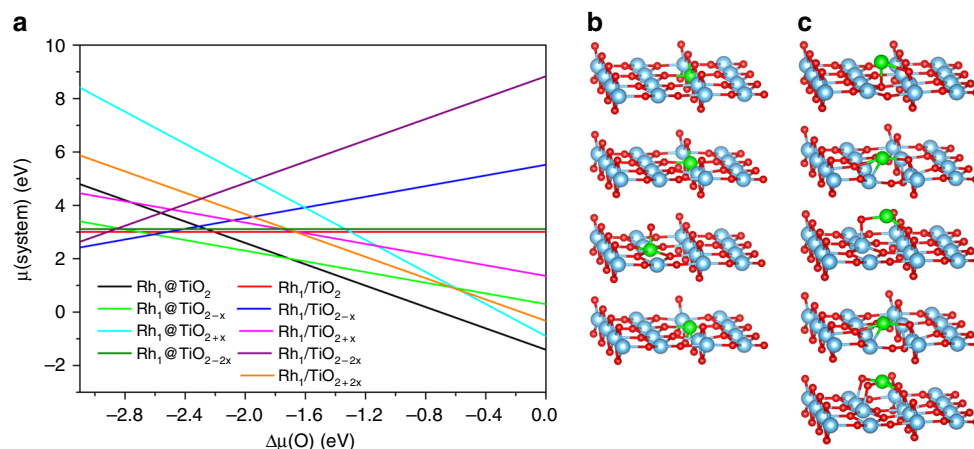 a
b
c
10
8
6
4
2
0
−2
μ(system) (eV)
Rh₁@TiO₂
Rh₁@TiO₂₋ₓ
Rh₁@TiO₂₊ₓ
Rh₁@TiO₂₋₂ₓ
Rh₁/TiO₂
Rh₁/TiO₂₋ₓ
Rh₁/TiO₂₊ₓ
Rh₁/TiO₂₋₂ₓ
Rh₁/TiO₂₊₂ₓ
−2.8 −2.4 −2.0 −1.6 −1.2 −0.8 −0.4 0.0
Δμ(O) (eV)